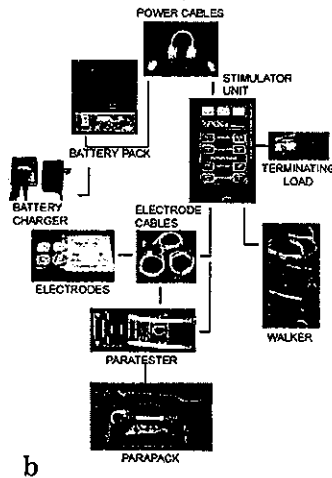 POWER CABLES
STIMULATOR
UNIT
BATTERY PACK
TERMINATING
LOAD
BATTERY
CHARGER
ELECTRODE
CABLES
ELECTRODES
WALKER
PARATESTER
PARAPACK
b